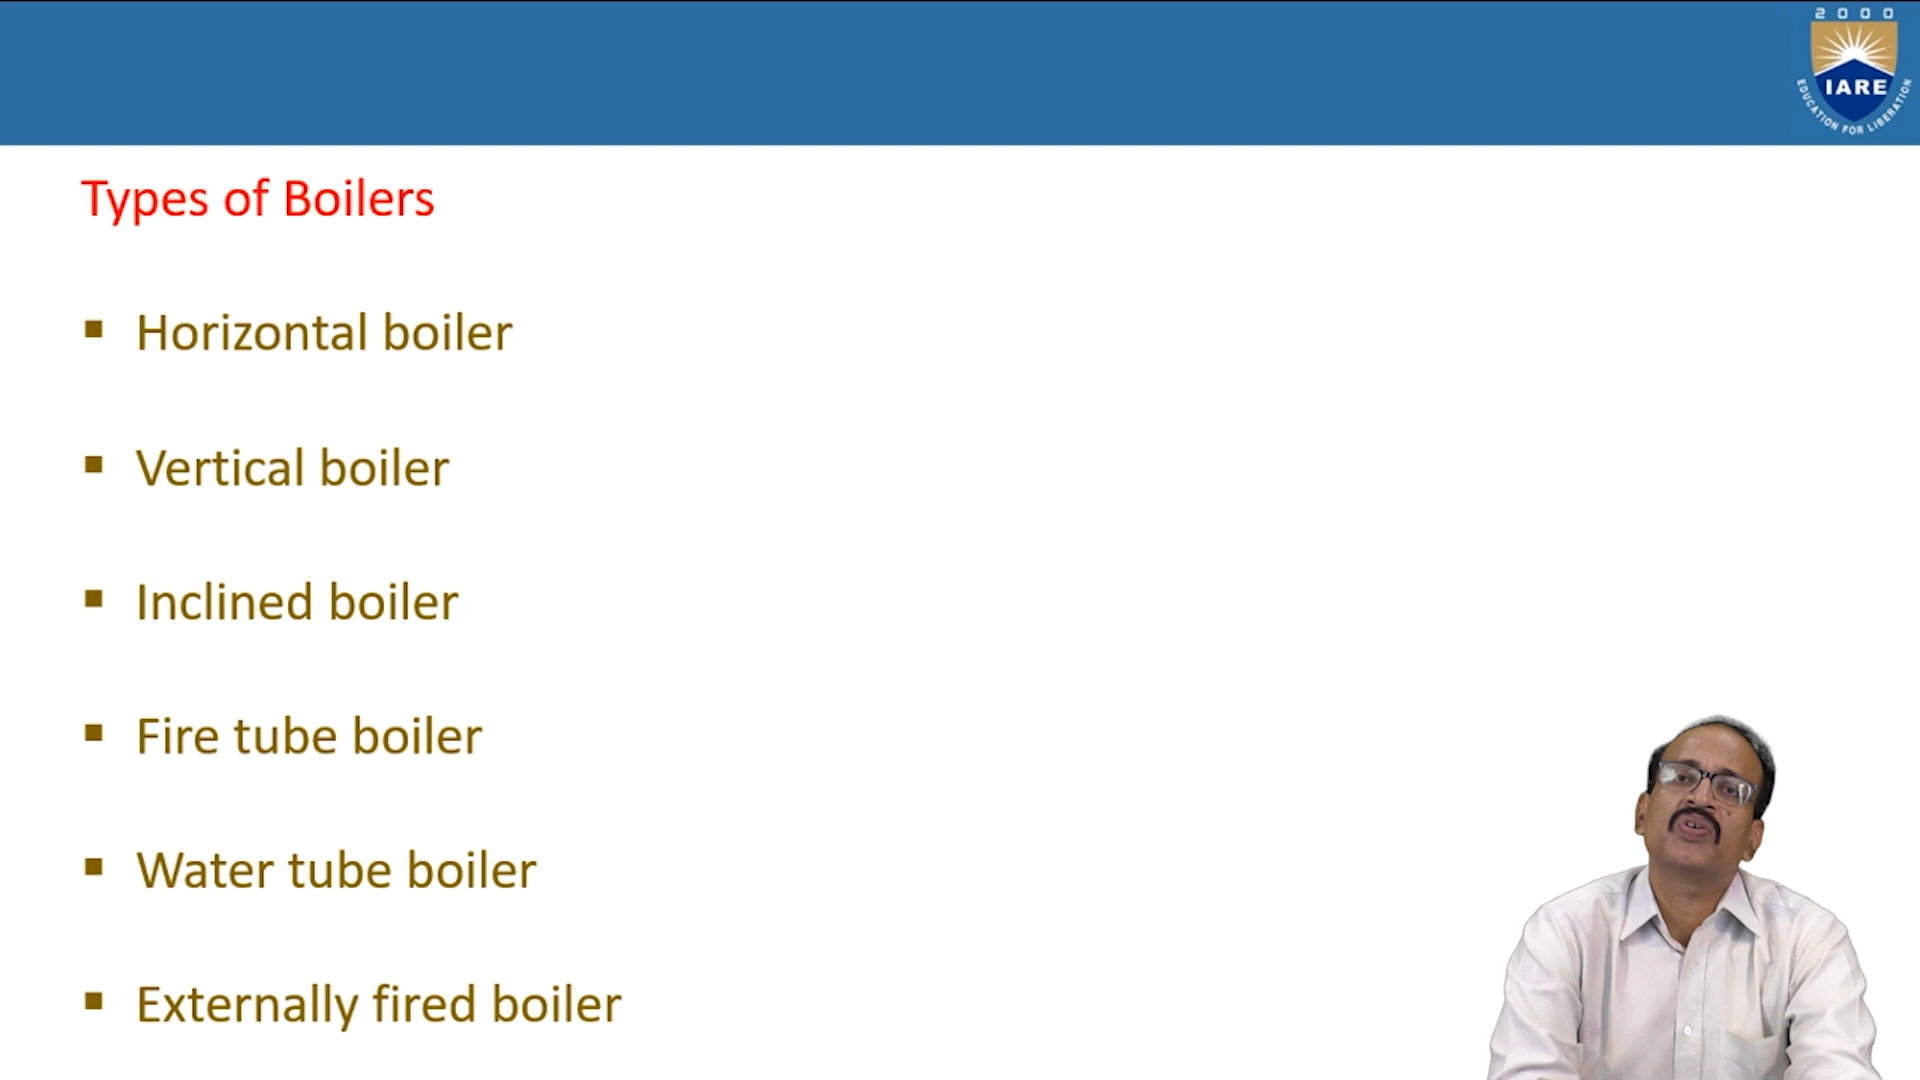 2000
IARE
EDUCATION FOR LIBERATION
Types of Boilers
▪ Horizontal boiler
▪ Vertical boiler
▪ Inclined boiler
▪ Fire tube boiler
▪ Water tube boiler
▪ Externally fired boiler